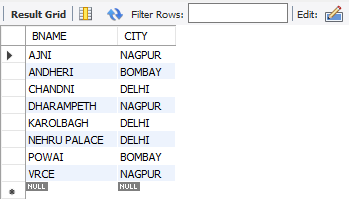 Result Grid Filter Rows: Edit:
BNAME CITY
AJNI NAGPUR
ANDHERI BOMBAY
CHANDNI DELHI
DHARAMPETH NAGPUR
KAROLBAGH DELHI
NEHRU PALACE DELHI
POWAI BOMBAY
VRCE NAGPUR
NULL NULL